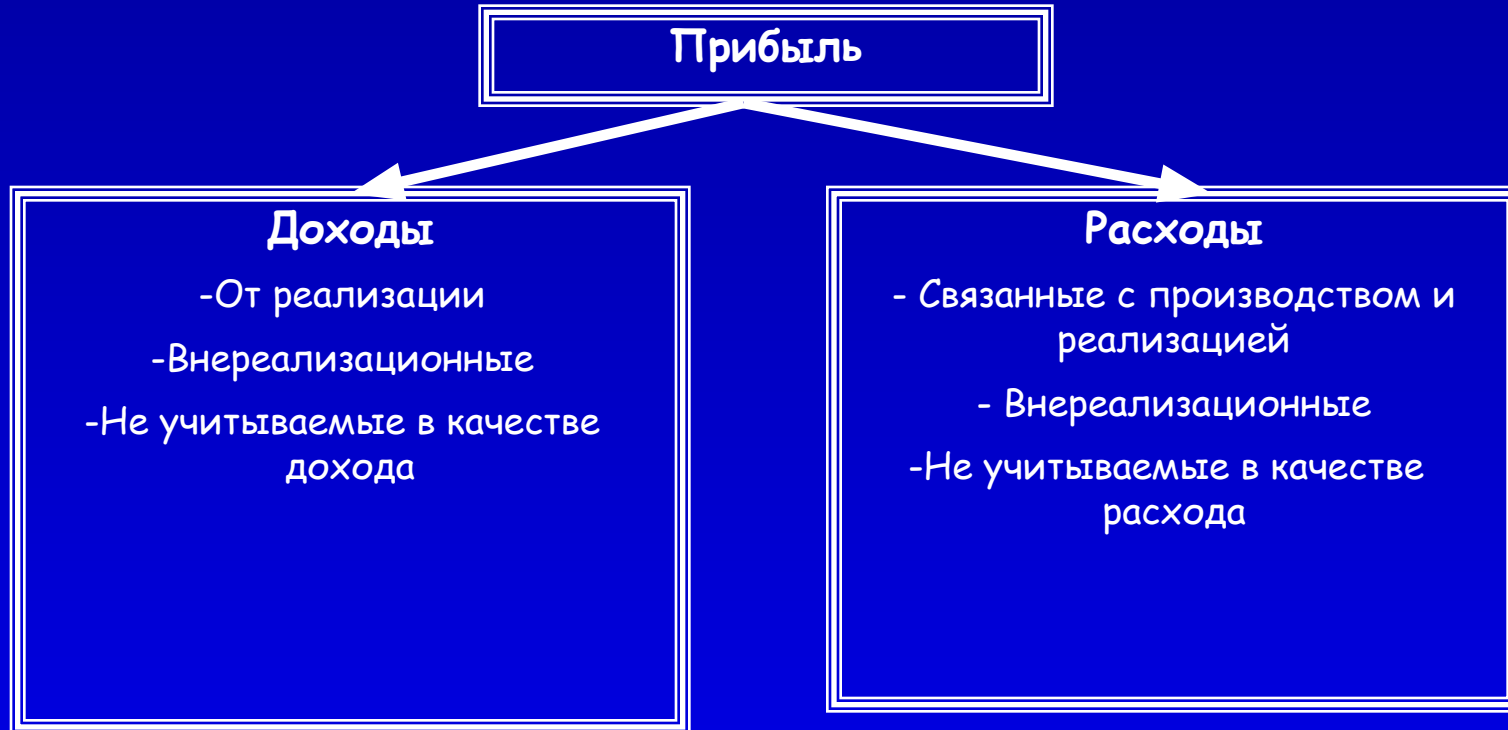 Прибыль
Доходы
-От реализации
-Внереализационные
-Не учитываемые в качестве
дохода
Расходы
- Связанные с производством и
реализацией
- Внереализационные
-Не учитываемые в качестве
расхода